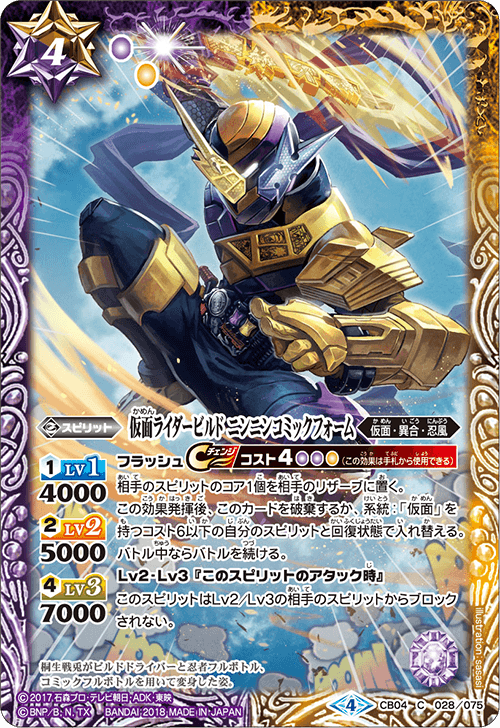 4
スピリット
仮面ライダービルド ニンニンコミックフォーム
かめん
仮面・異合・忍風
かめん いごう にんぷう
1 LV1 4000
2 LV2 5000
4 LV3 7000
フラッシュ チェンジ コスト4 (この効果は手札から使用できる)
相手のスピリットのコア1個を相手のリザーブに置く。
この効果発揮後、このカードを破棄するか、系統:「仮面」を
持つコスト6以下の自分のスピリットと回復状態で入れ替える。
バトル中ならバトルを続ける。
Lv2-Lv3『このスピリットのアタック時』
このスピリットはLv2/Lv3の相手のスピリットからブロック
されない。
桐生戦兎がビルドドライバーと忍者フルボトル、
コミックフルボトルを用いて変身した姿。
illustration:sasasi
©2017 石森プロ・テレビ朝日・ADK・東映
©BNP/B; N, TX BANDAI 2018 MADE IN JAPAN
4 CB04 C 028/075